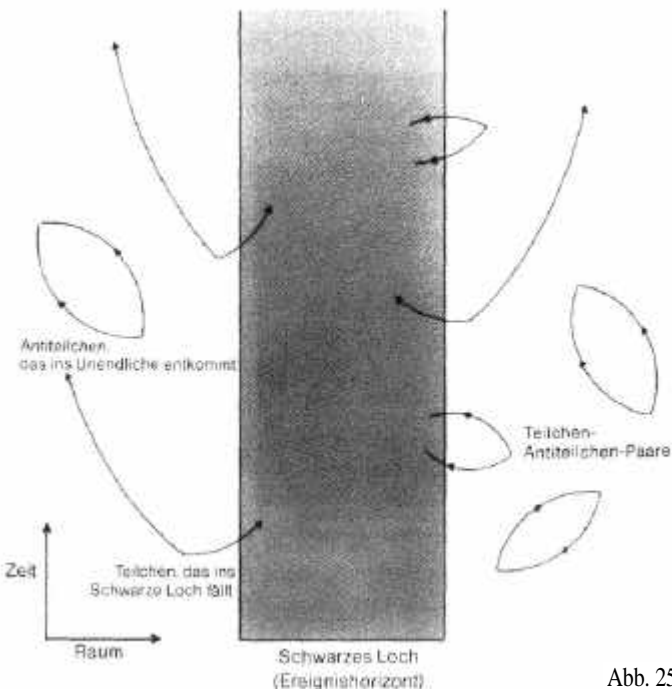 Antiteilchen,
das ins Unendliche entkommt
Teilchen-
Antiteilchen-Paare
Zeit
Teilchen, das ins
Schwarze Loch fällt
Raum
Schwarzes Loch
(Ereignishorizont)
Abb. 25